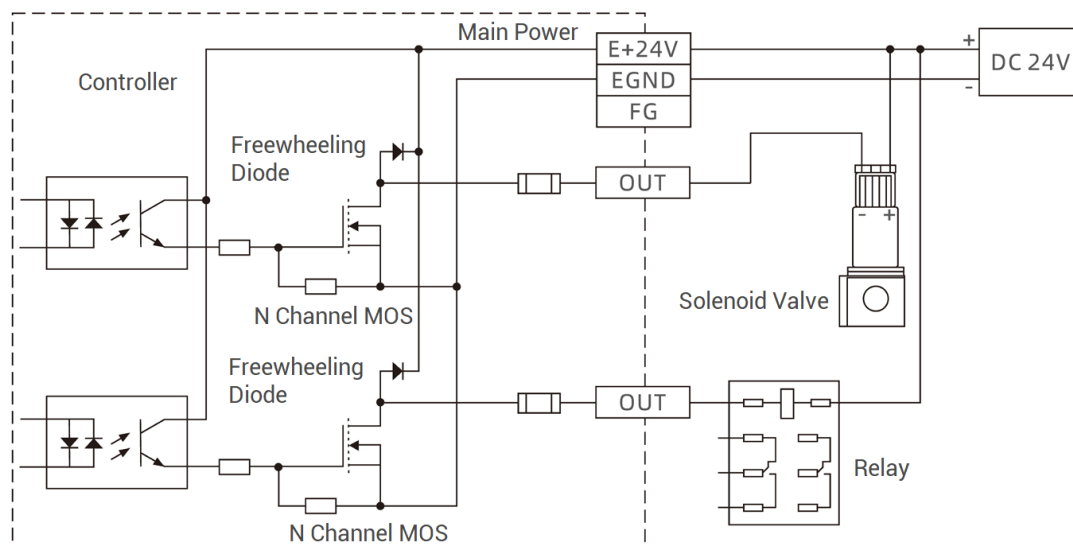 Main Power
E+24V
+
DC 24V
Controller
EGND
-
FG
Freewheeling
Diode
OUT
- +
Solenoid Valve
N Channel MOS
Freewheeling
Diode
OUT
Relay
N Channel MOS